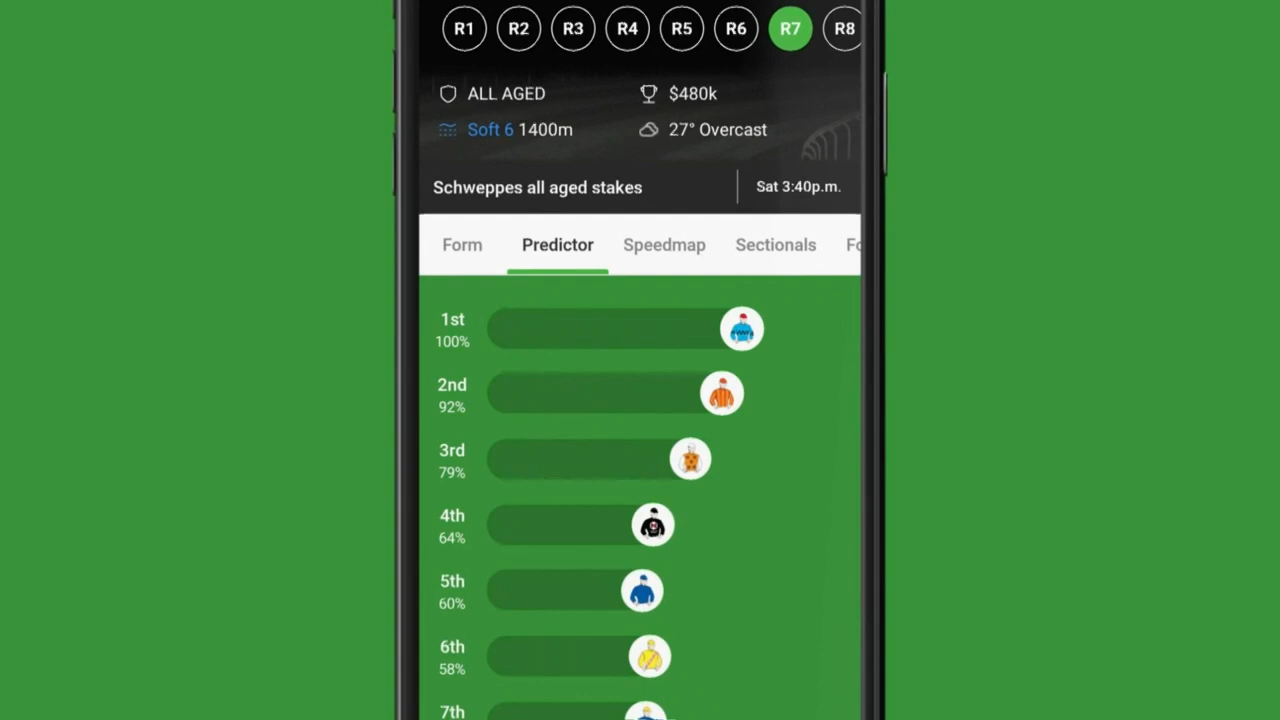 R1 R2 R3 R4 R5 R6 R7 R8
ALL AGED $480k
Soft 6 1400m 27° Overcast
Schweppes all aged stakes Sat 3:40p.m.
Form Predictor Speedmap Sectionals Fo
1st
100%
2nd
92%
3rd
79%
4th
64%
5th
60%
6th
58%
7th